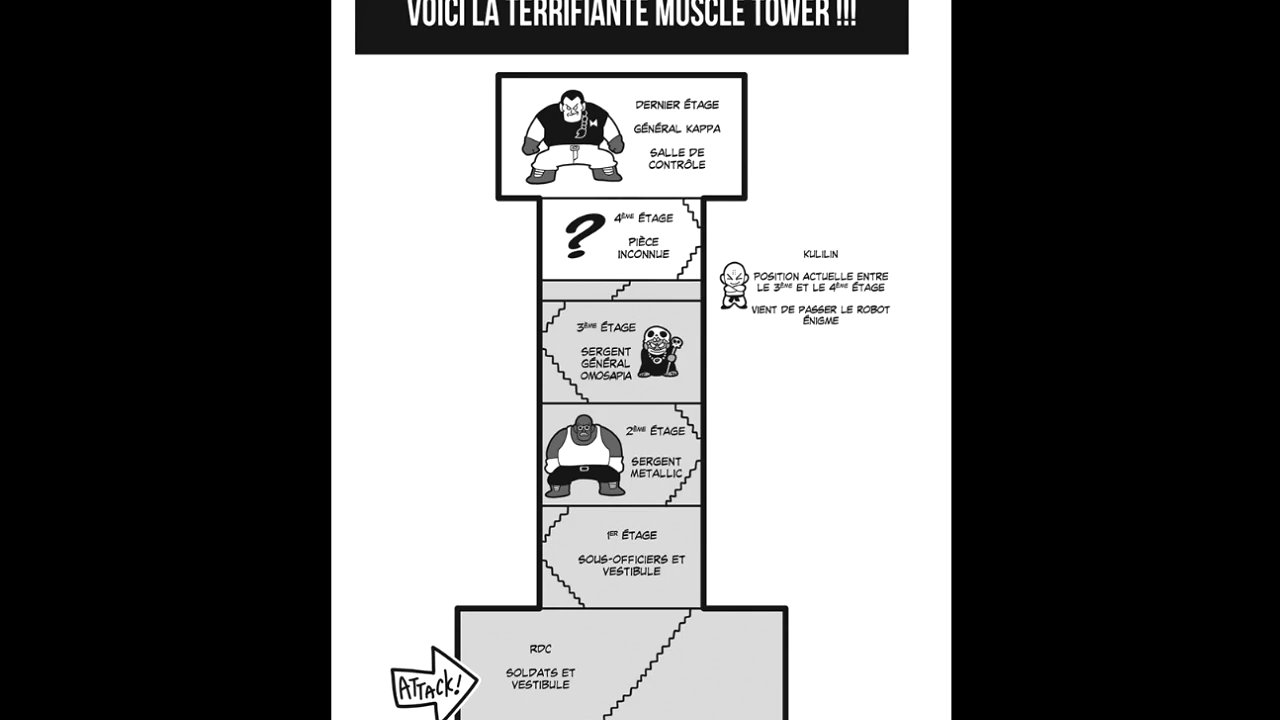 VOICI LA TERRIFIANTE MUSCLE TOWER !!!
DERNIER ÉTAGE
GÉNÉRAL KAPPA
SALLE DE
CONTRÔLE
4ÈME ÉTAGE
PIÈCE
INCONNUE
KULILIN
POSITION ACTUELLE ENTRE
LE 3ÈME ET LE 4ÈME ÉTAGE
VIENT DE PASSER LE ROBOT
ÉNIGME
3ÈME ÉTAGE
SERGENT
GÉNÉRAL
OMOSAPIA
2ÈME ÉTAGE
SERGENT
METALLIC
1ER ÉTAGE
SOUS-OFFICIERS ET
VESTIBULE
RDC
SOLDATS ET
VESTIBULE
ATTACK!